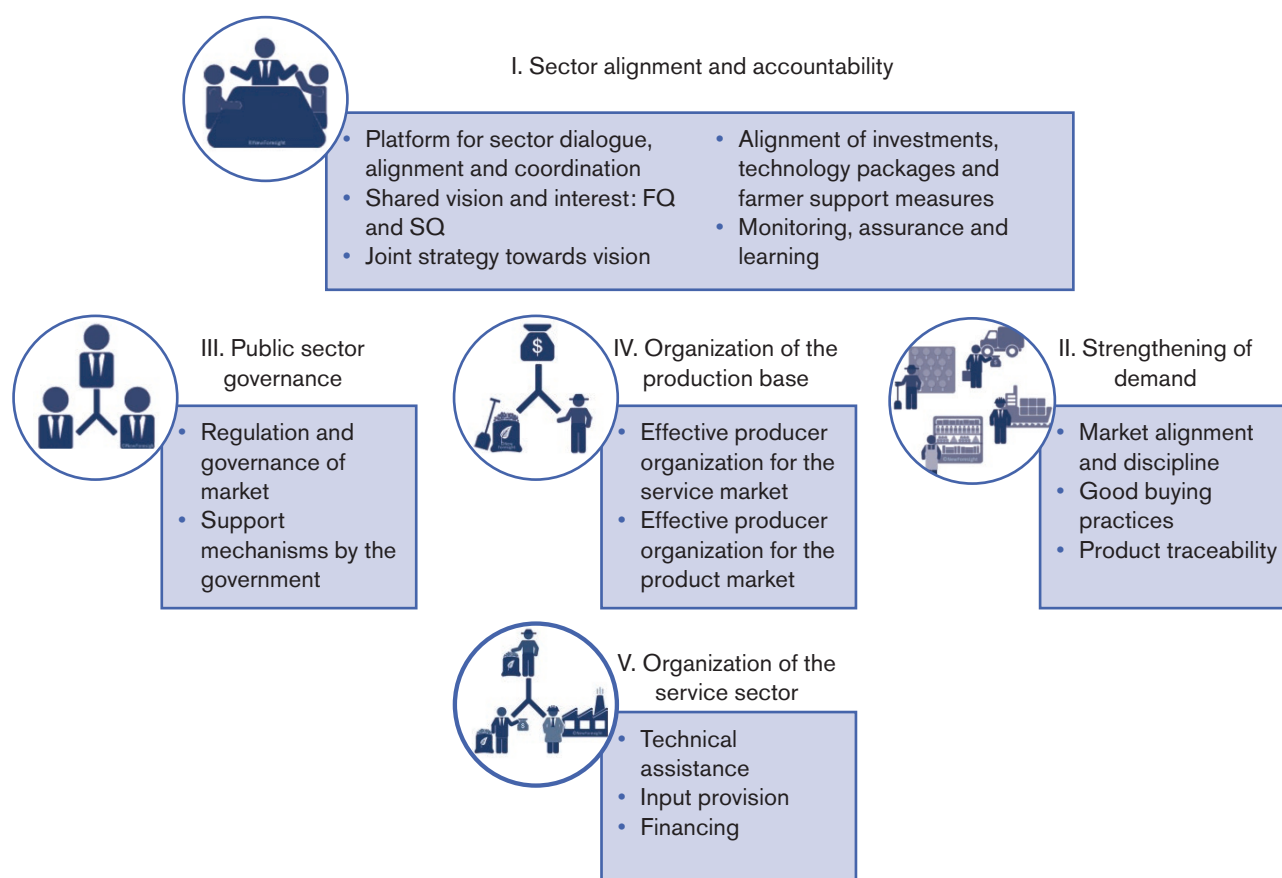 I. Sector alignment and accountability
• Platform for sector dialogue,
alignment and coordination
• Shared vision and interest: FQ
and SQ
• Joint strategy towards vision
• Alignment of investments,
technology packages and
farmer support measures
• Monitoring, assurance and
learning
III. Public sector
governance
• Regulation and
governance of
market
• Support
mechanisms by the
government
IV. Organization of the
production base
$
• Effective producer
organization for the
service market
• Effective producer
organization for the
product market
II. Strengthening of
demand
• Market alignment
and discipline
• Good buying
practices
• Product traceability
V. Organization of the
service sector
• Technical
assistance
• Input provision
• Financing